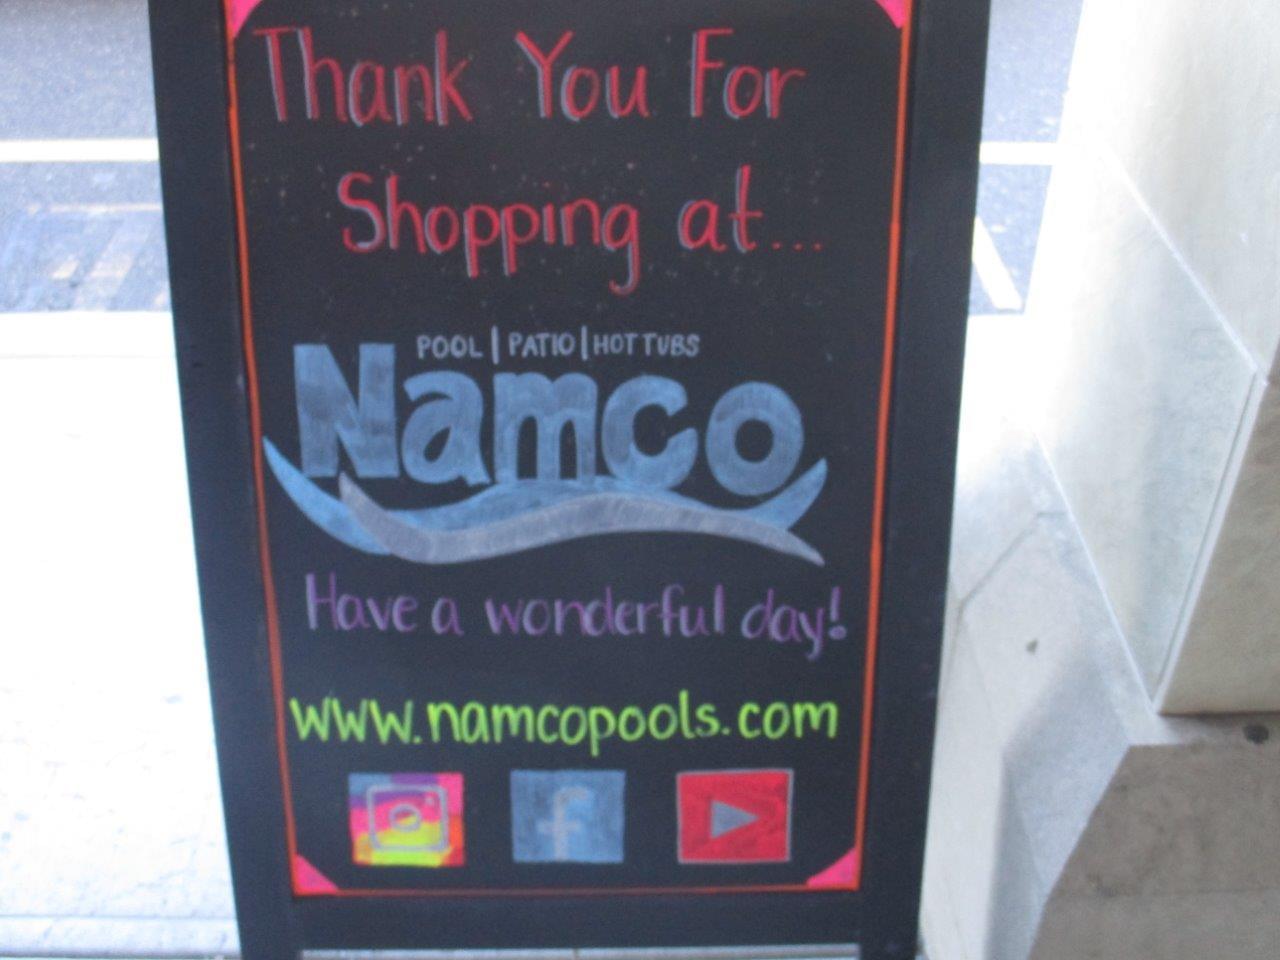 Thank You For
Shopping at...
POOL | PATIO | HOT TUBS
Namco
Have a wonderful day!
www.namcopools.com
f